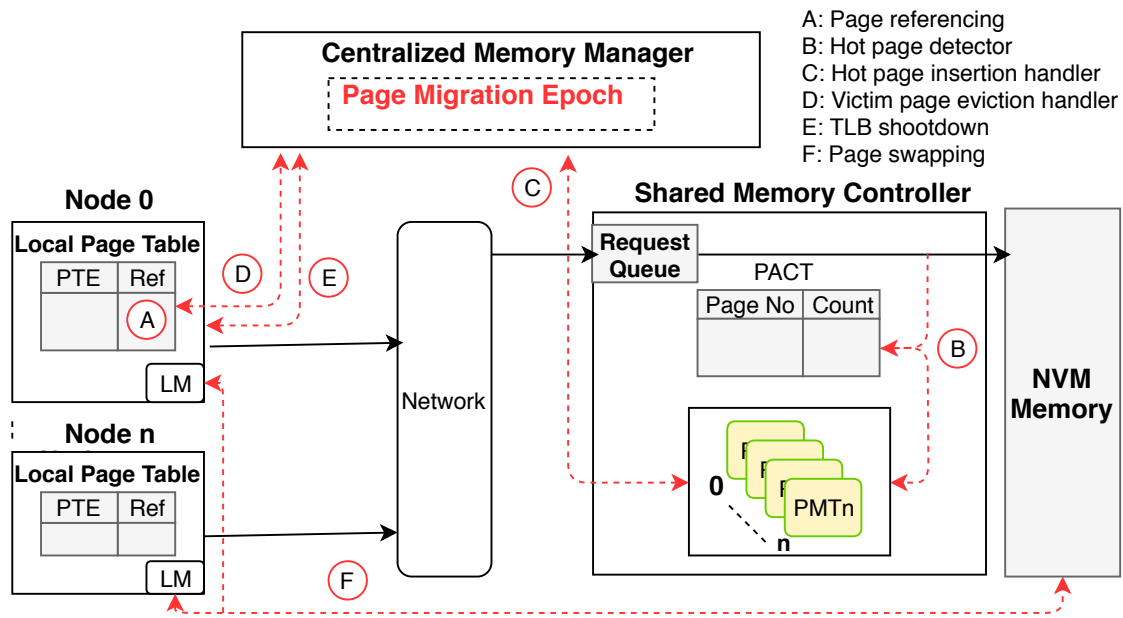 A: Page referencing
B: Hot page detector
C: Hot page insertion handler
D: Victim page eviction handler
E: TLB shootdown
F: Page swapping
Centralized Memory Manager
Page Migration Epoch
C
Node 0
Local Page Table
PTE Ref
A
LM
D
E
Network
Shared Memory Controller
Request
Queue
PACT
Page No Count
B
NVM
Memory
Node n
Local Page Table
PTE Ref
LM
F
0
PMTn
n